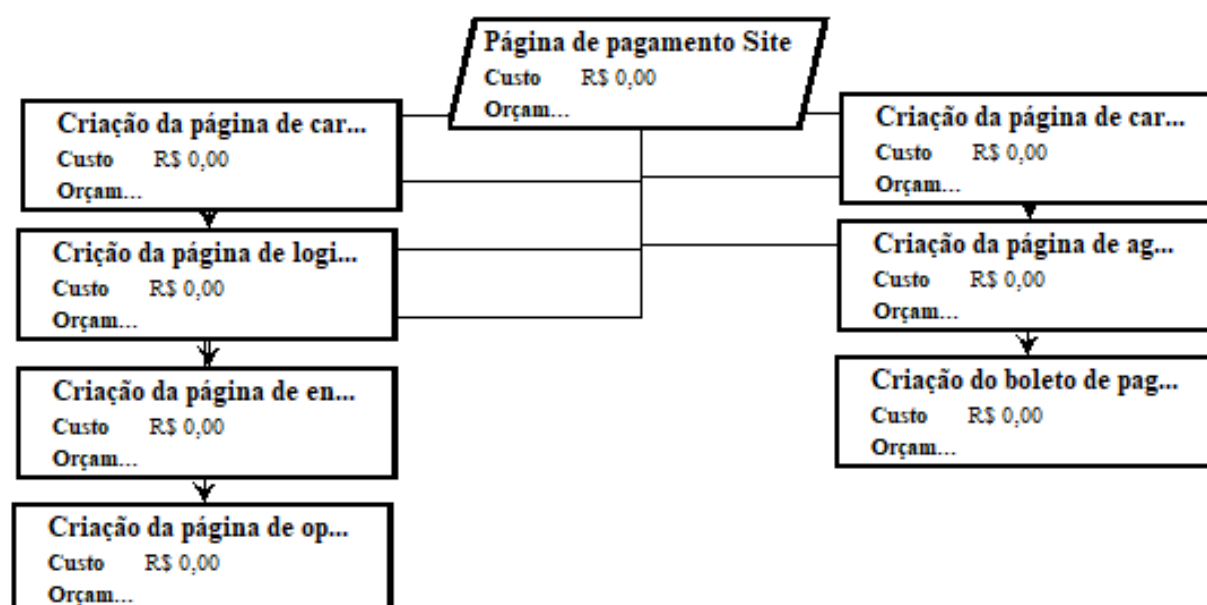 Página de pagamento Site
Custo R$ 0,00
Orçam...
Criação da página de car...
Custo R$ 0,00
Orçam...
Crição da página de logi...
Custo R$ 0,00
Orçam...
Criação da página de en...
Custo R$ 0,00
Orçam...
Criação da página de op...
Custo R$ 0,00
Orçam...
Criação da página de car...
Custo R$ 0,00
Orçam...
Criação da página de ag...
Custo R$ 0,00
Orçam...
Criação do boleto de pag...
Custo R$ 0,00
Orçam...